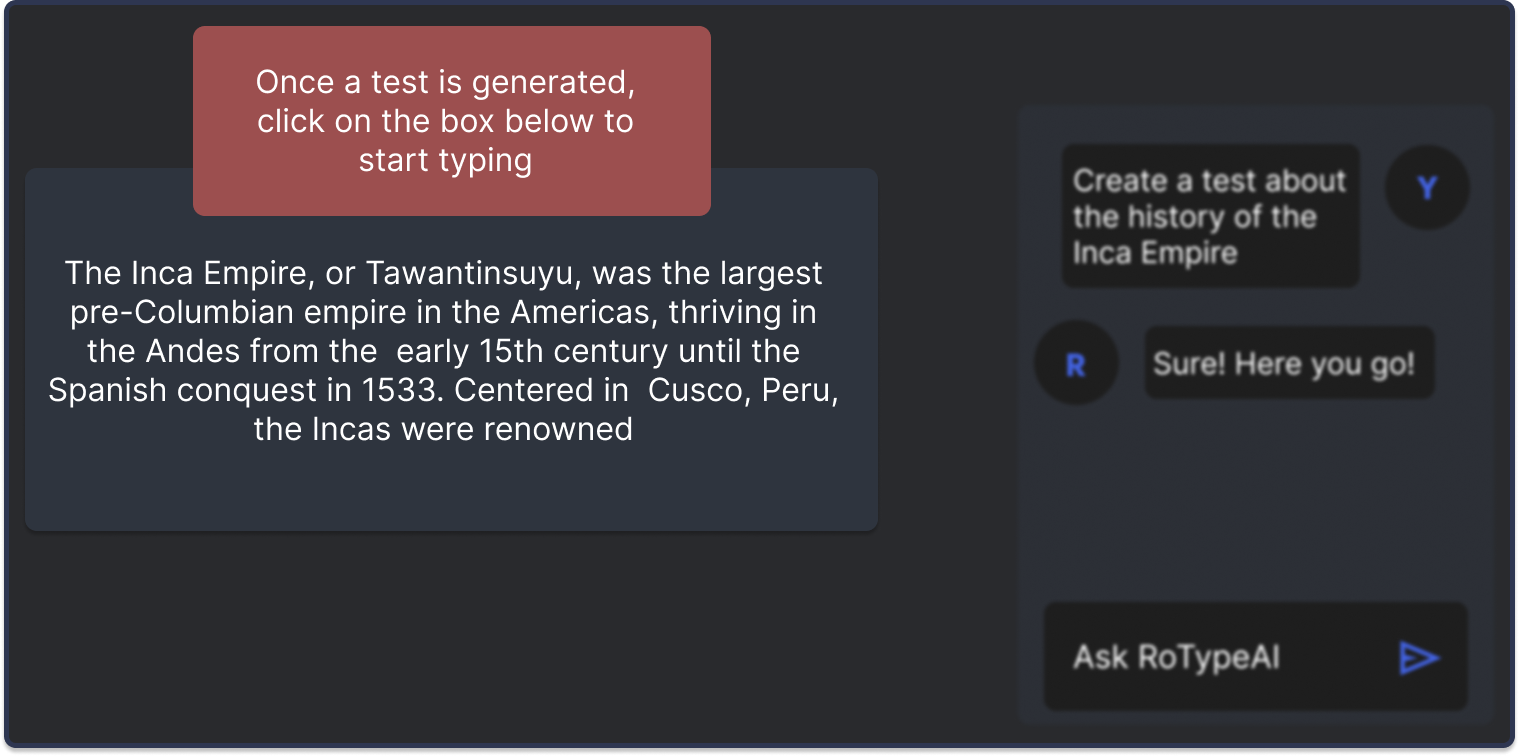 Once a test is generated,
click on the box below to
start typing
The Inca Empire, or Tawantinsuyu, was the largest
pre-Columbian empire in the Americas, thriving in
the Andes from the  early 15th century until the
Spanish conquest in 1533. Centered in  Cusco, Peru,
the Incas were renowned
Create a test about
the history of the
Inca Empire
Y
R
Sure! Here you go!
Ask RoTypeAI